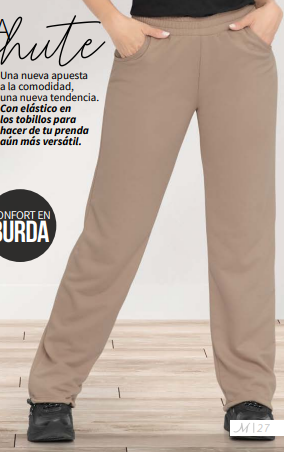 A
hute
Una nueva apuesta
a la comodidad,
una nueva tendencia.
Con elástico en
los tobillos para
hacer de tu prenda
aún más versátil.
ONFORT EN
BURDA
M | 27